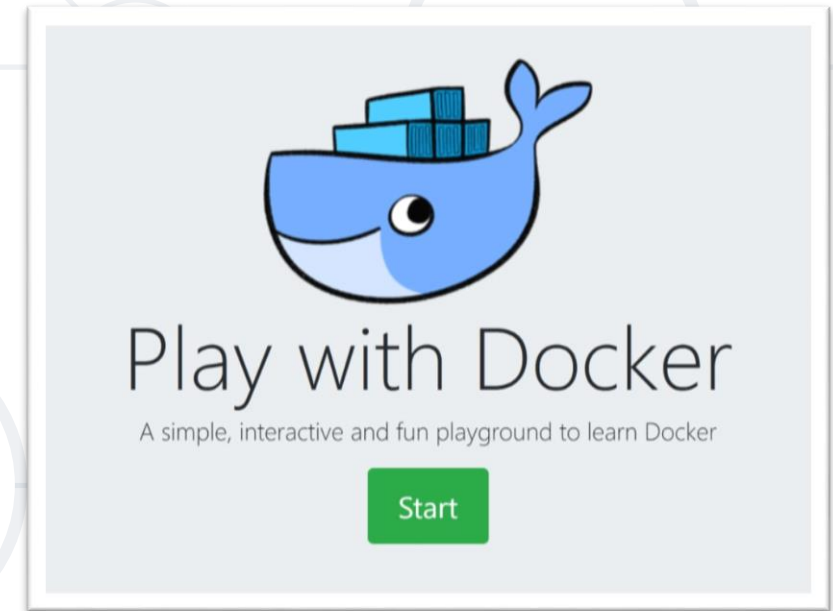 Play with Docker
A simple, interactive and fun playground to learn Docker
Start